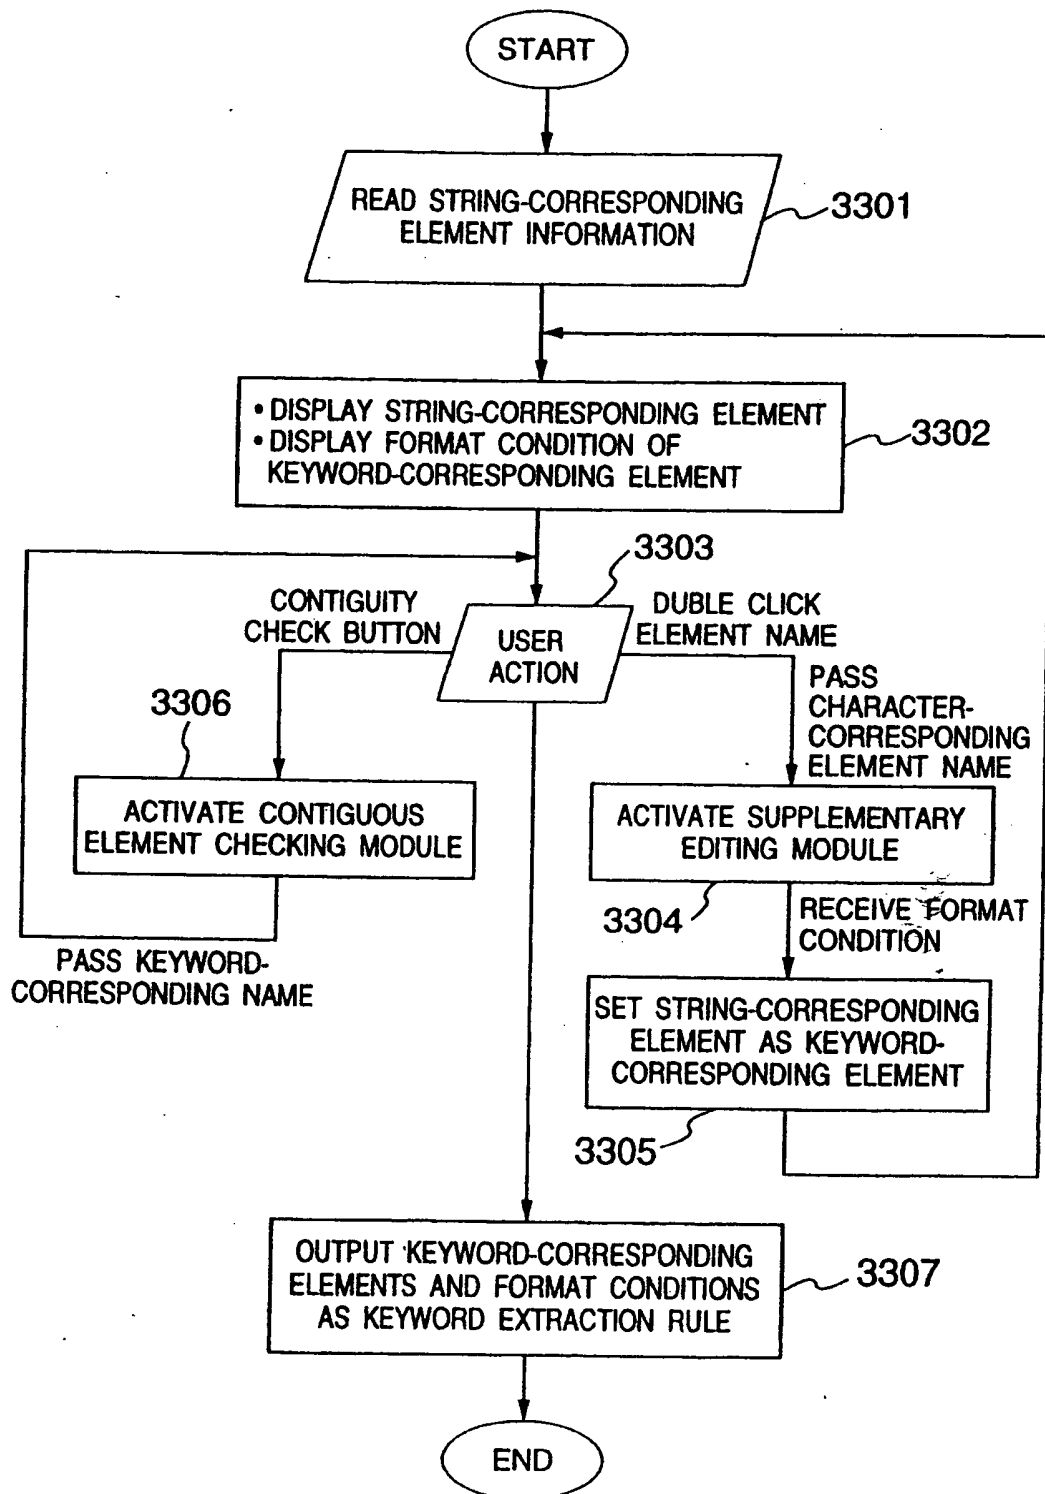 START
READ STRING-CORRESPONDING
ELEMENT INFORMATION
3301
• DISPLAY STRING-CORRESPONDING ELEMENT
• DISPLAY FORMAT CONDITION OF
KEYWORD-CORRESPONDING ELEMENT
3302
3303
CONTIGUITY
CHECK BUTTON
USER
ACTION
DUBLE CLICK
ELEMENT NAME
PASS
CHARACTER-
CORRESPONDING
ELEMENT NAME
3306
ACTIVATE CONTIGUOUS
ELEMENT CHECKING MODULE
ACTIVATE SUPPLEMENTARY
EDITING MODULE
3304
RECEIVE FORMAT
CONDITION
PASS KEYWORD-
CORRESPONDING NAME
SET STRING-CORRESPONDING
ELEMENT AS KEYWORD-
CORRESPONDING ELEMENT
3305
OUTPUT KEYWORD-CORRESPONDING
ELEMENTS AND FORMAT CONDITIONS
AS KEYWORD EXTRACTION RULE
3307
END